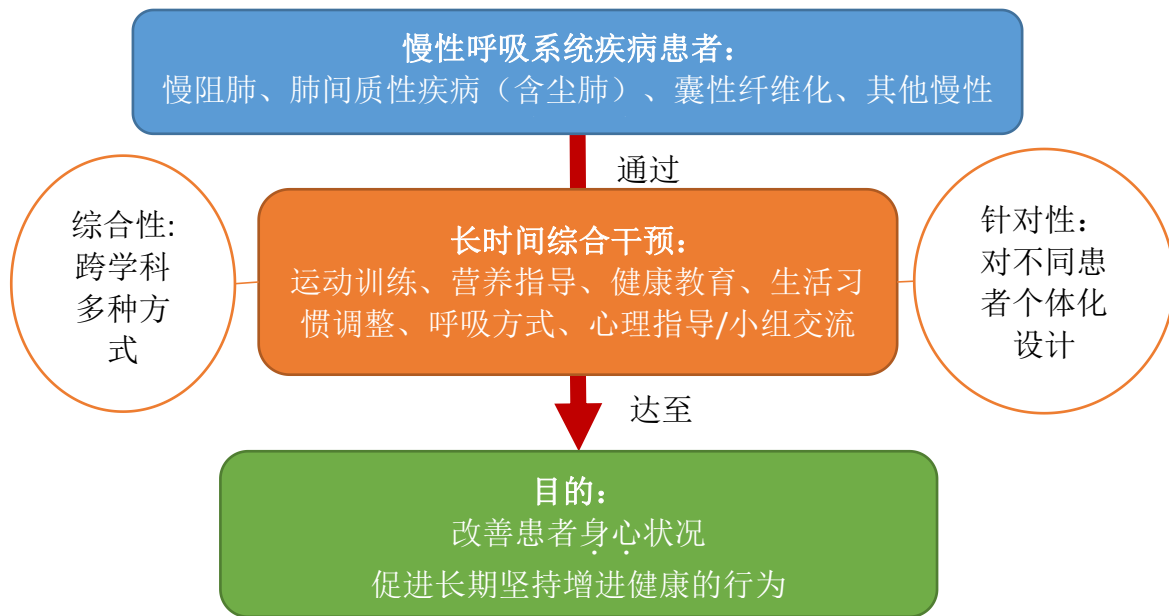 慢性呼吸系统疾病患者：
慢阻肺、肺间质性疾病（含尘肺）、囊性纤维化、其他慢性
通过
综合性:
跨学科
多种方式
长时间综合干预：
运动训练、营养指导、健康教育、生活习
惯调整、呼吸方式、心理指导/小组交流
针对性：
对不同患
者个体化
设计
达至
目的：
改善患者身心状况
促进长期坚持增进健康的行为